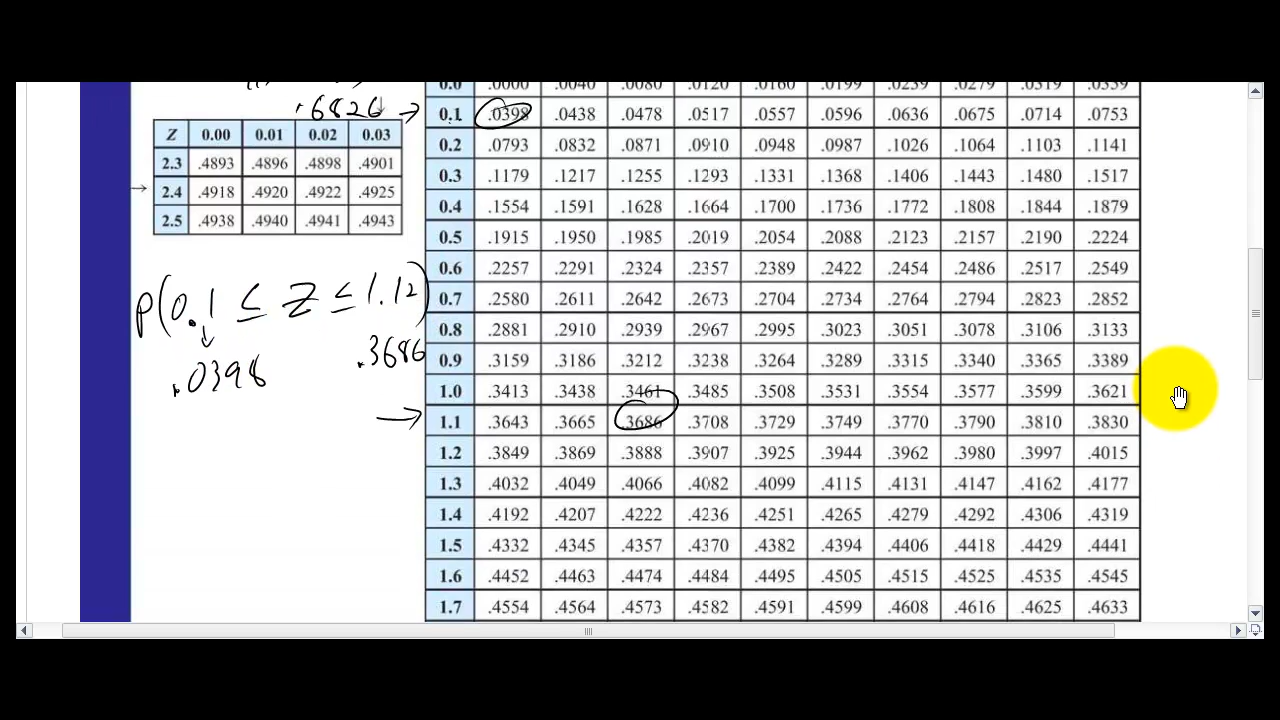 .6826
Z 0.00 0.01 0.02 0.03
2.3 .4893 .4896 .4898 .4901
2.4 .4918 .4920 .4922 .4925
2.5 .4938 .4940 .4941 .4943
P(0.1 ≤ Z ≤ 1.12)
.0398 .3686
0.0 .0000 .0040 .0080 .0120 .0160 .0199 .0239 .0279 .0319 .0359
0.1 .0398 .0438 .0478 .0517 .0557 .0596 .0636 .0675 .0714 .0753
0.2 .0793 .0832 .0871 .0910 .0948 .0987 .1026 .1064 .1103 .1141
0.3 .1179 .1217 .1255 .1293 .1331 .1368 .1406 .1443 .1480 .1517
0.4 .1554 .1591 .1628 .1664 .1700 .1736 .1772 .1808 .1844 .1879
0.5 .1915 .1950 .1985 .2019 .2054 .2088 .2123 .2157 .2190 .2224
0.6 .2257 .2291 .2324 .2357 .2389 .2422 .2454 .2486 .2517 .2549
0.7 .2580 .2611 .2642 .2673 .2704 .2734 .2764 .2794 .2823 .2852
0.8 .2881 .2910 .2939 .2967 .2995 .3023 .3051 .3078 .3106 .3133
0.9 .3159 .3186 .3212 .3238 .3264 .3289 .3315 .3340 .3365 .3389
1.0 .3413 .3438 .3461 .3485 .3508 .3531 .3554 .3577 .3599 .3621
1.1 .3643 .3665 .3686 .3708 .3729 .3749 .3770 .3790 .3810 .3830
1.2 .3849 .3869 .3888 .3907 .3925 .3944 .3962 .3980 .3997 .4015
1.3 .4032 .4049 .4066 .4082 .4099 .4115 .4131 .4147 .4162 .4177
1.4 .4192 .4207 .4222 .4236 .4251 .4265 .4279 .4292 .4306 .4319
1.5 .4332 .4345 .4357 .4370 .4382 .4394 .4406 .4418 .4429 .4441
1.6 .4452 .4463 .4474 .4484 .4495 .4505 .4515 .4525 .4535 .4545
1.7 .4554 .4564 .4573 .4582 .4591 .4599 .4608 .4616 .4625 .4633